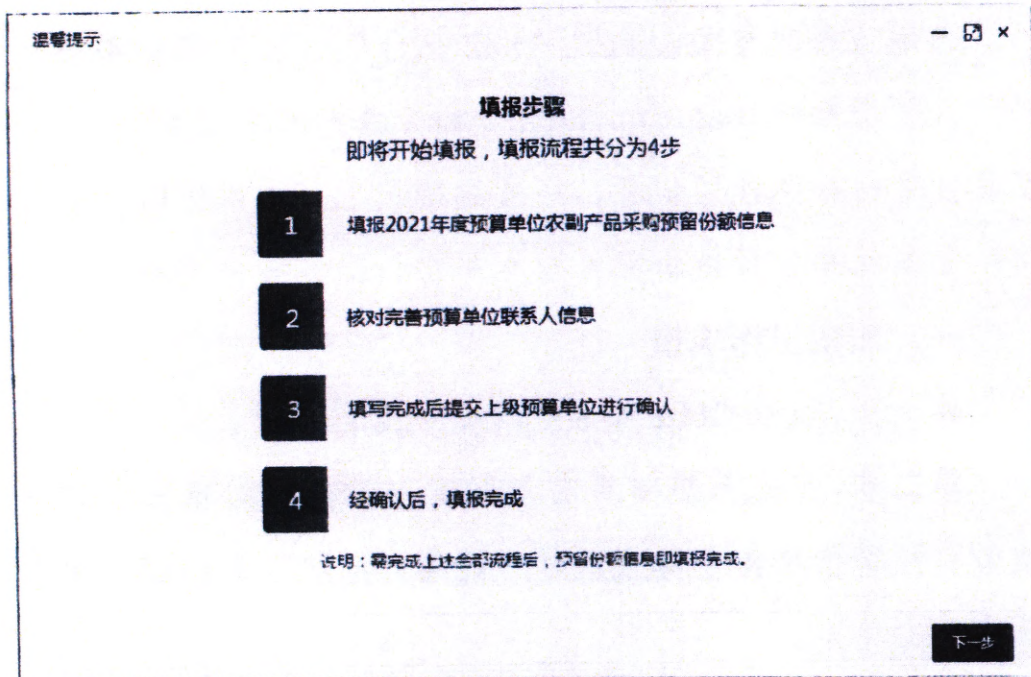 温馨提示
填报步骤
即将开始填报，填报流程共分为4步
1 填报2021年度预算单位农副产品采购预留份额信息
2 核对完善预算单位联系人信息
3 填写完成后提交上级预算单位进行确认
4 经确认后，填报完成
说明：需完成上述全部流程后，预留份额信息即填报完成。
下一步